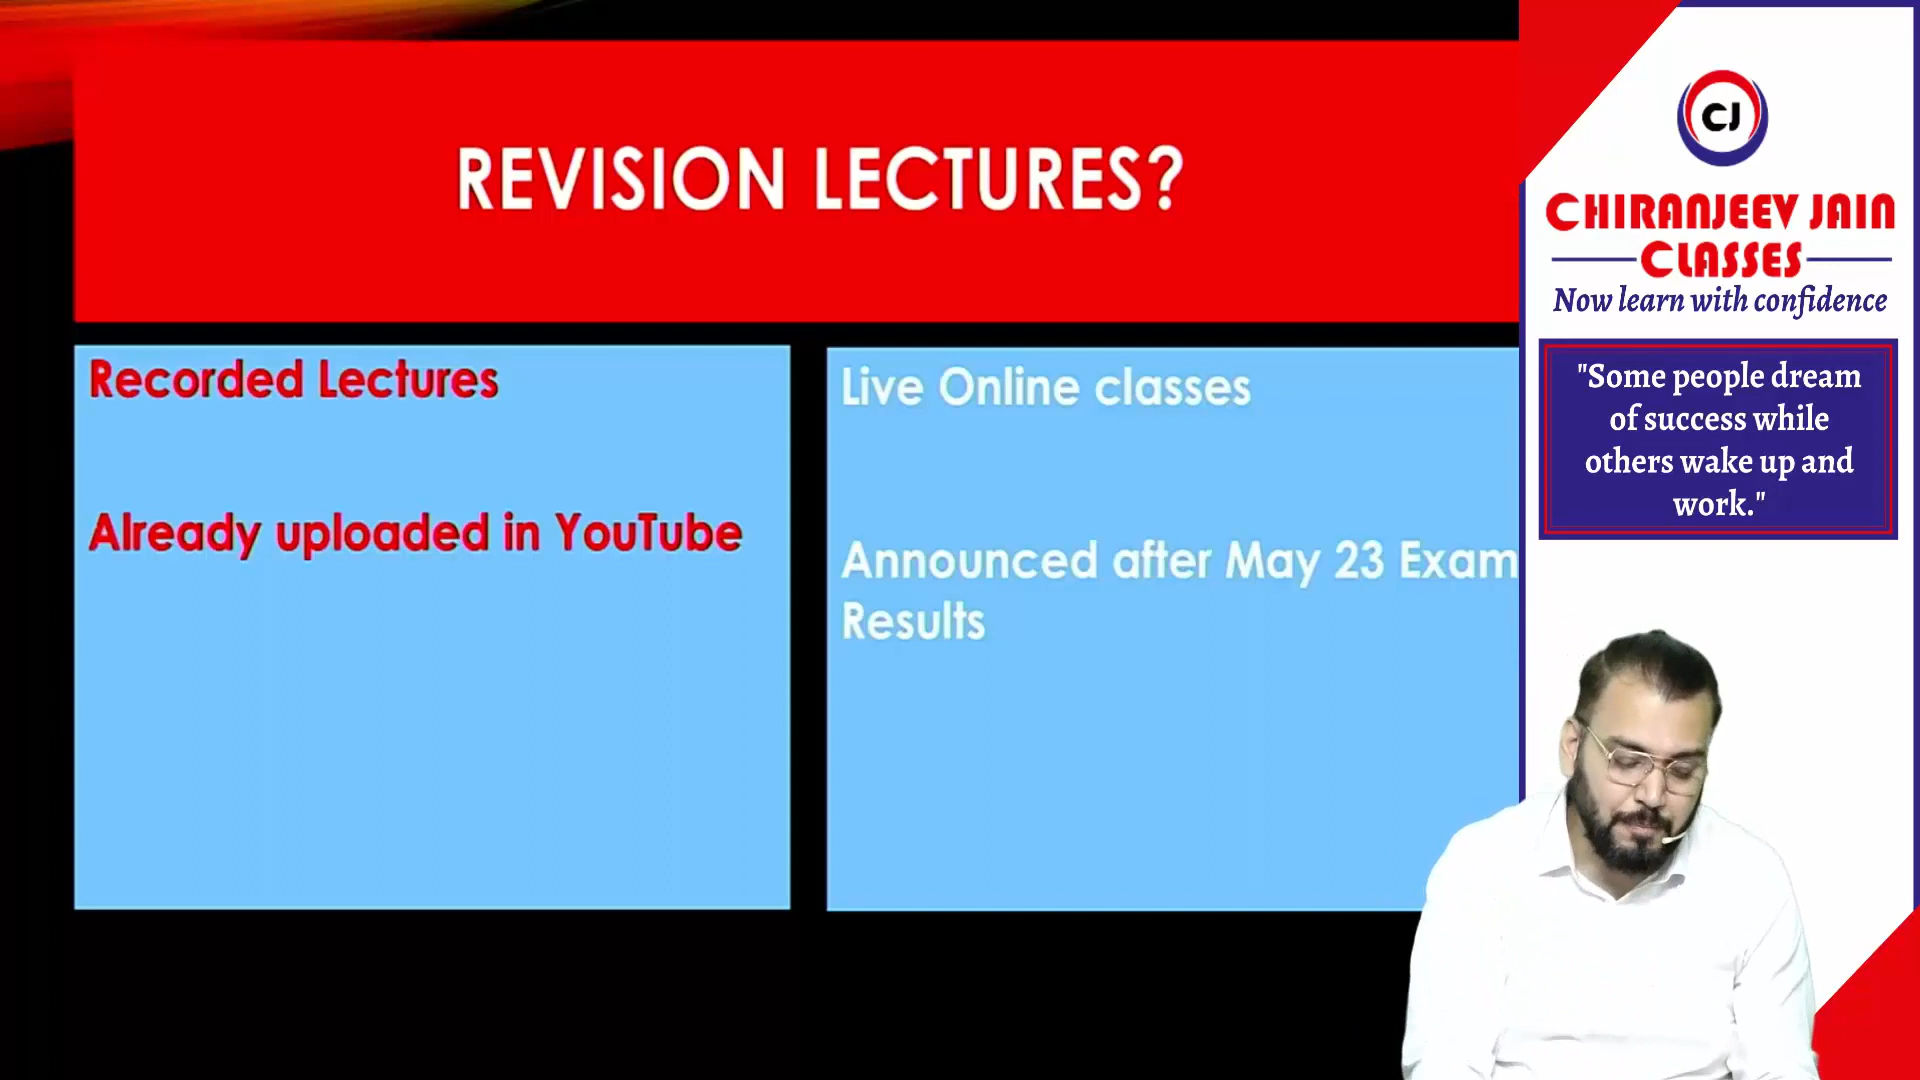 REVISION LECTURES?
Recorded Lectures
Already uploaded in YouTube
Live Online classes
Announced after May 23 Exam
Results
CJ
CHIRANJEEV JAIN
CLASSES
Now learn with confidence
"Some people dream
of success while
others wake up and
work."